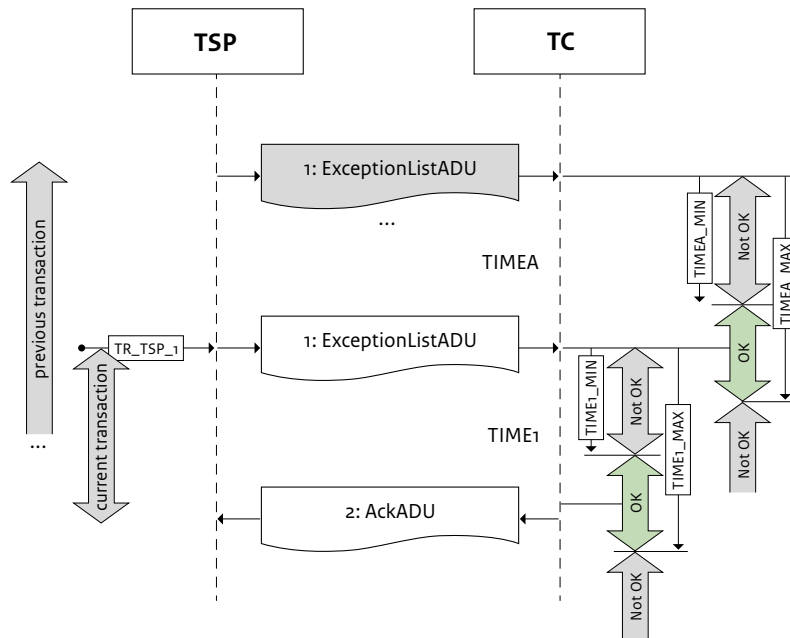 TSP
TC
1: ExceptionListADU
...
TIMEA
TIMEA_MIN
Not OK
TIMEA_MAX
OK
Not OK
previous transaction
...
TR_TSP_1
1: ExceptionListADU
current transaction
TIME1
TIME1_MIN
Not OK
TIME1_MAX
OK
Not OK
2: AckADU